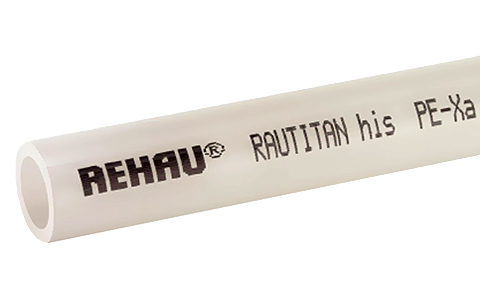 REHAU® RAUTITAN his PE-Xa